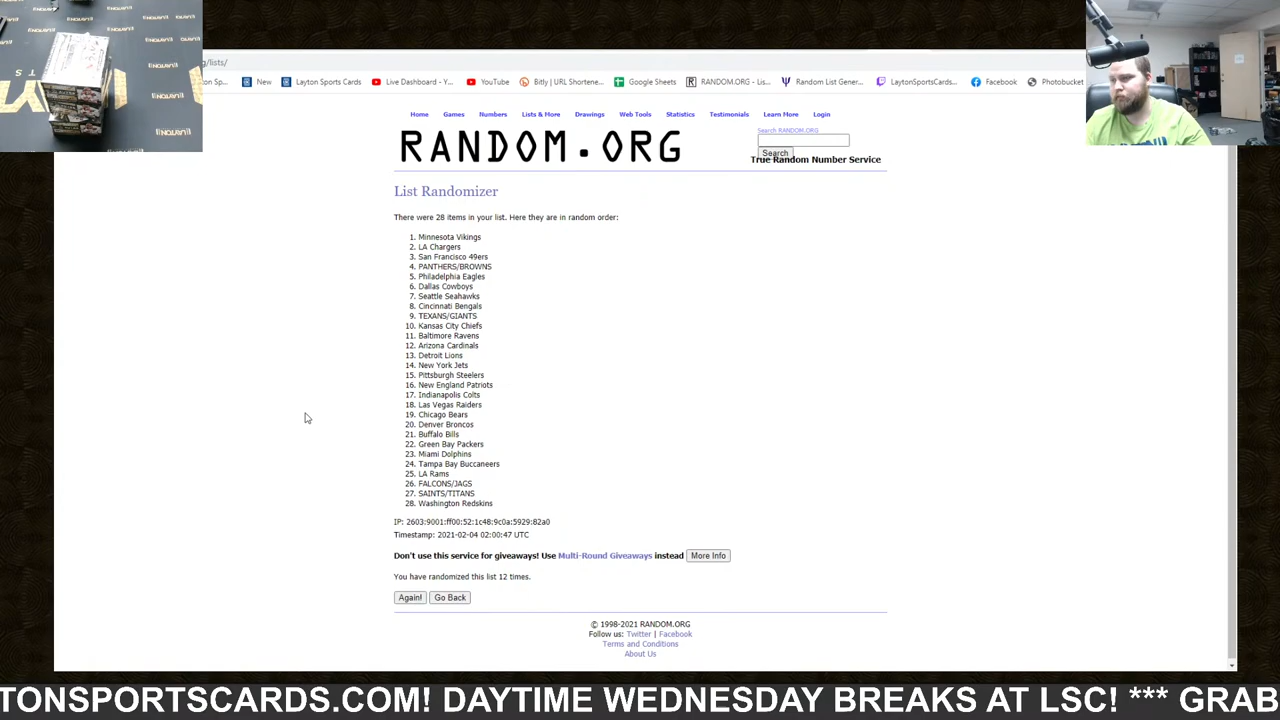 g/lists/
on Sp...
New
Layton Sports Cards
Live Dashboard - Y...
YouTube
Bitly | URL Shortene...
Google Sheets
RANDOM.ORG - Lis...
Random List Gener...
LaytonSportsCards...
Facebook
Photobucket
Home Games Numbers Lists & More Drawings Web Tools Statistics Testimonials Learn More Login
RANDOM.ORG
Search RANDOM.ORG
Search
True Random Number Service
List Randomizer
There were 28 items in your list. Here they are in random order:
1. Minnesota Vikings
2. LA Chargers
3. San Francisco 49ers
4. PANTHERS/BROWNS
5. Philadelphia Eagles
6. Dallas Cowboys
7. Seattle Seahawks
8. Cincinnati Bengals
9. TEXANS/GIANTS
10. Kansas City Chiefs
11. Baltimore Ravens
12. Arizona Cardinals
13. Detroit Lions
14. New York Jets
15. Pittsburgh Steelers
16. New England Patriots
17. Indianapolis Colts
18. Las Vegas Raiders
19. Chicago Bears
20. Denver Broncos
21. Buffalo Bills
22. Green Bay Packers
23. Miami Dolphins
24. Tampa Bay Buccaneers
25. LA Rams
26. FALCONS/JAGS
27. SAINTS/TITANS
28. Washington Redskins
IP: 2603:9001:ff00:52:1c48:9c0a:5929:82a0
Timestamp: 2021-02-04 02:00:47 UTC
Don't use this service for giveaways! Use Multi-Round Giveaways instead More Info
You have randomized this list 12 times.
Again! Go Back
© 1998-2021 RANDOM.ORG
Follow us: Twitter | Facebook
Terms and Conditions
About Us
TONSPORTSCARDS.COM! DAYTIME WEDNESDAY BREAKS AT LSC! *** GRAB